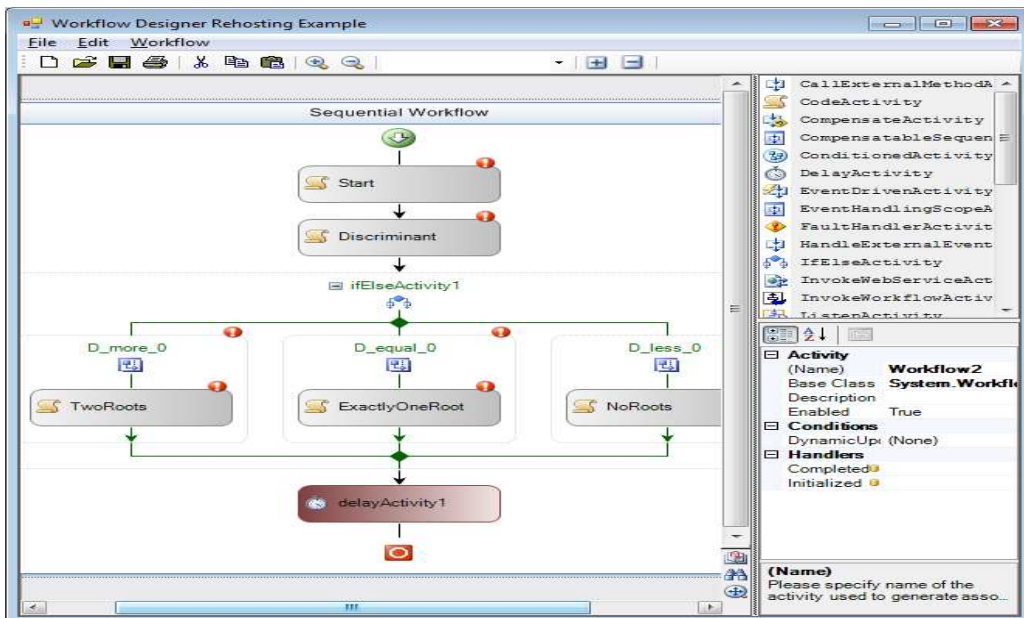 Workflow Designer Rehosting Example
File Edit Workflow
Sequential Workflow
Start
Discriminant
ifElseActivity1
D_more_0
D_equal_0
D_less_0
TwoRoots
ExactlyOneRoot
NoRoots
delayActivity1
CallExternalMethodA
CodeActivity
CompensateActivity
CompensatableSequen
ConditionedActivity
DelayActivity
EventDrivenActivity
EventHandlingScopeA
FaultHandlerActivit
HandleExternalEvent
IfElseActivity
InvokeWebServiceAct
InvokeWorkflowActiv
ListenActivity
Activity
(Name) Workflow2
Base Class System.Workfl
Description
Enabled True
Conditions
DynamicUp (None)
Handlers
Completed
Initialized
(Name)
Please specify name of the
activity used to generate asso...